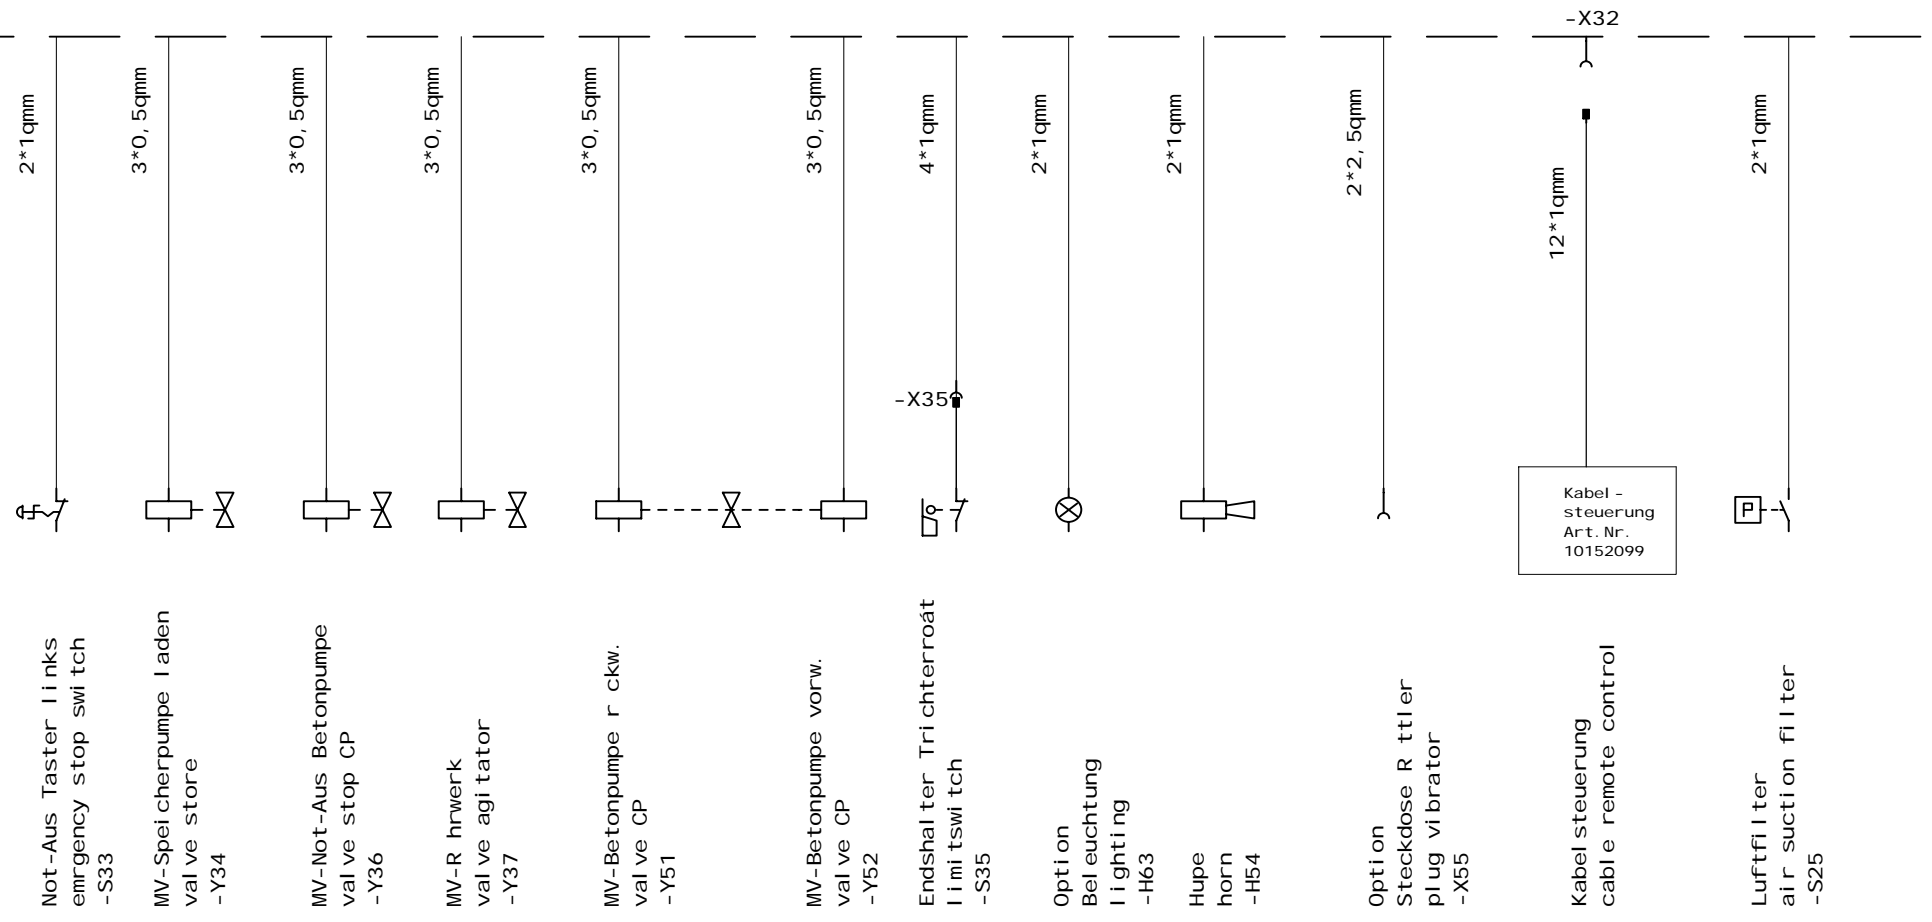 -X32
2*1qmm
3*0,5qmm
3*0,5qmm
3*0,5qmm
3*0,5qmm
3*0,5qmm
4*1qmm
2*1qmm
2*1qmm
2*2,5qmm
12*1qmm
2*1qmm
-X35
P
Kabel-
steuerung
Art.Nr.
10152099
Not-Aus Taster links
emrgency stop switch
-S33
MV-Speicherpumpe laden
valve store
-Y34
MV-Not-Aus Betonpumpe
valve stop CP
-Y36
MV-R hrwerk
valve agitator
-Y37
MV-Betonpumpe r ckw.
valve CP
-Y51
MV-Betonpumpe vorw.
valve CP
-Y52
Endshalter Trichterroát
limitswitch
-S35
Option
Beleuchtung
lighting
-H63
Hupe
horn
-H54
Option
Steckdose R ttler
plug vibrator
-X55
Kabelsteuerung
cable remote control
Luftfilter
air suction filter
-S25